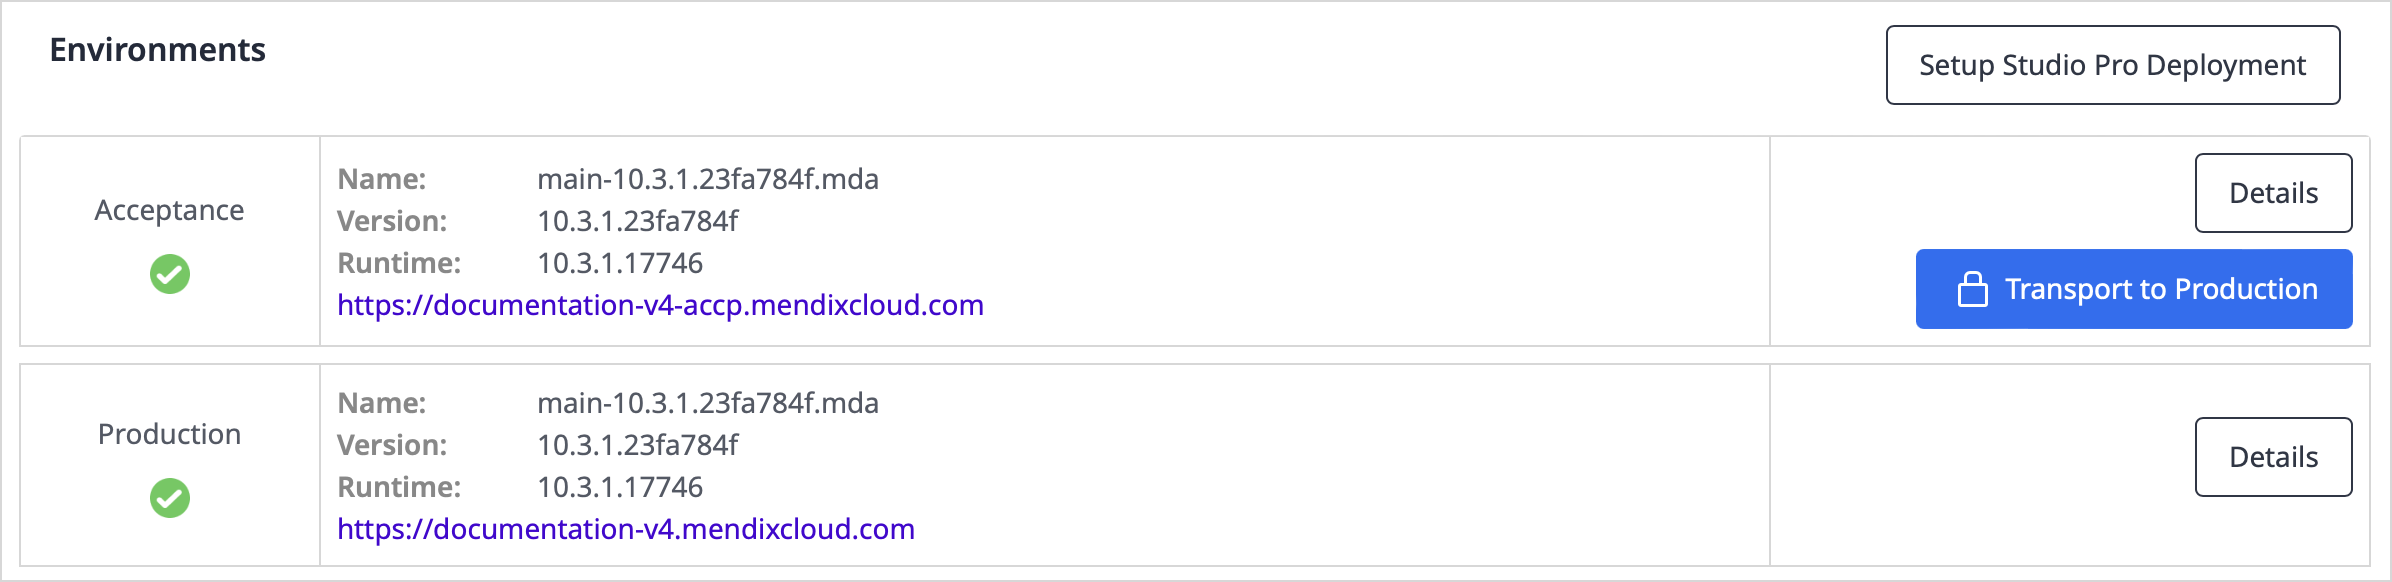 Environments
Setup Studio Pro Deployment
Acceptance
Name: main-10.3.1.23fa784f.mda
Version: 10.3.1.23fa784f
Runtime: 10.3.1.17746
https://documentation-v4-accp.mendixcloud.com
Details
Transport to Production
Production
Name: main-10.3.1.23fa784f.mda
Version: 10.3.1.23fa784f
Runtime: 10.3.1.17746
https://documentation-v4.mendixcloud.com
Details